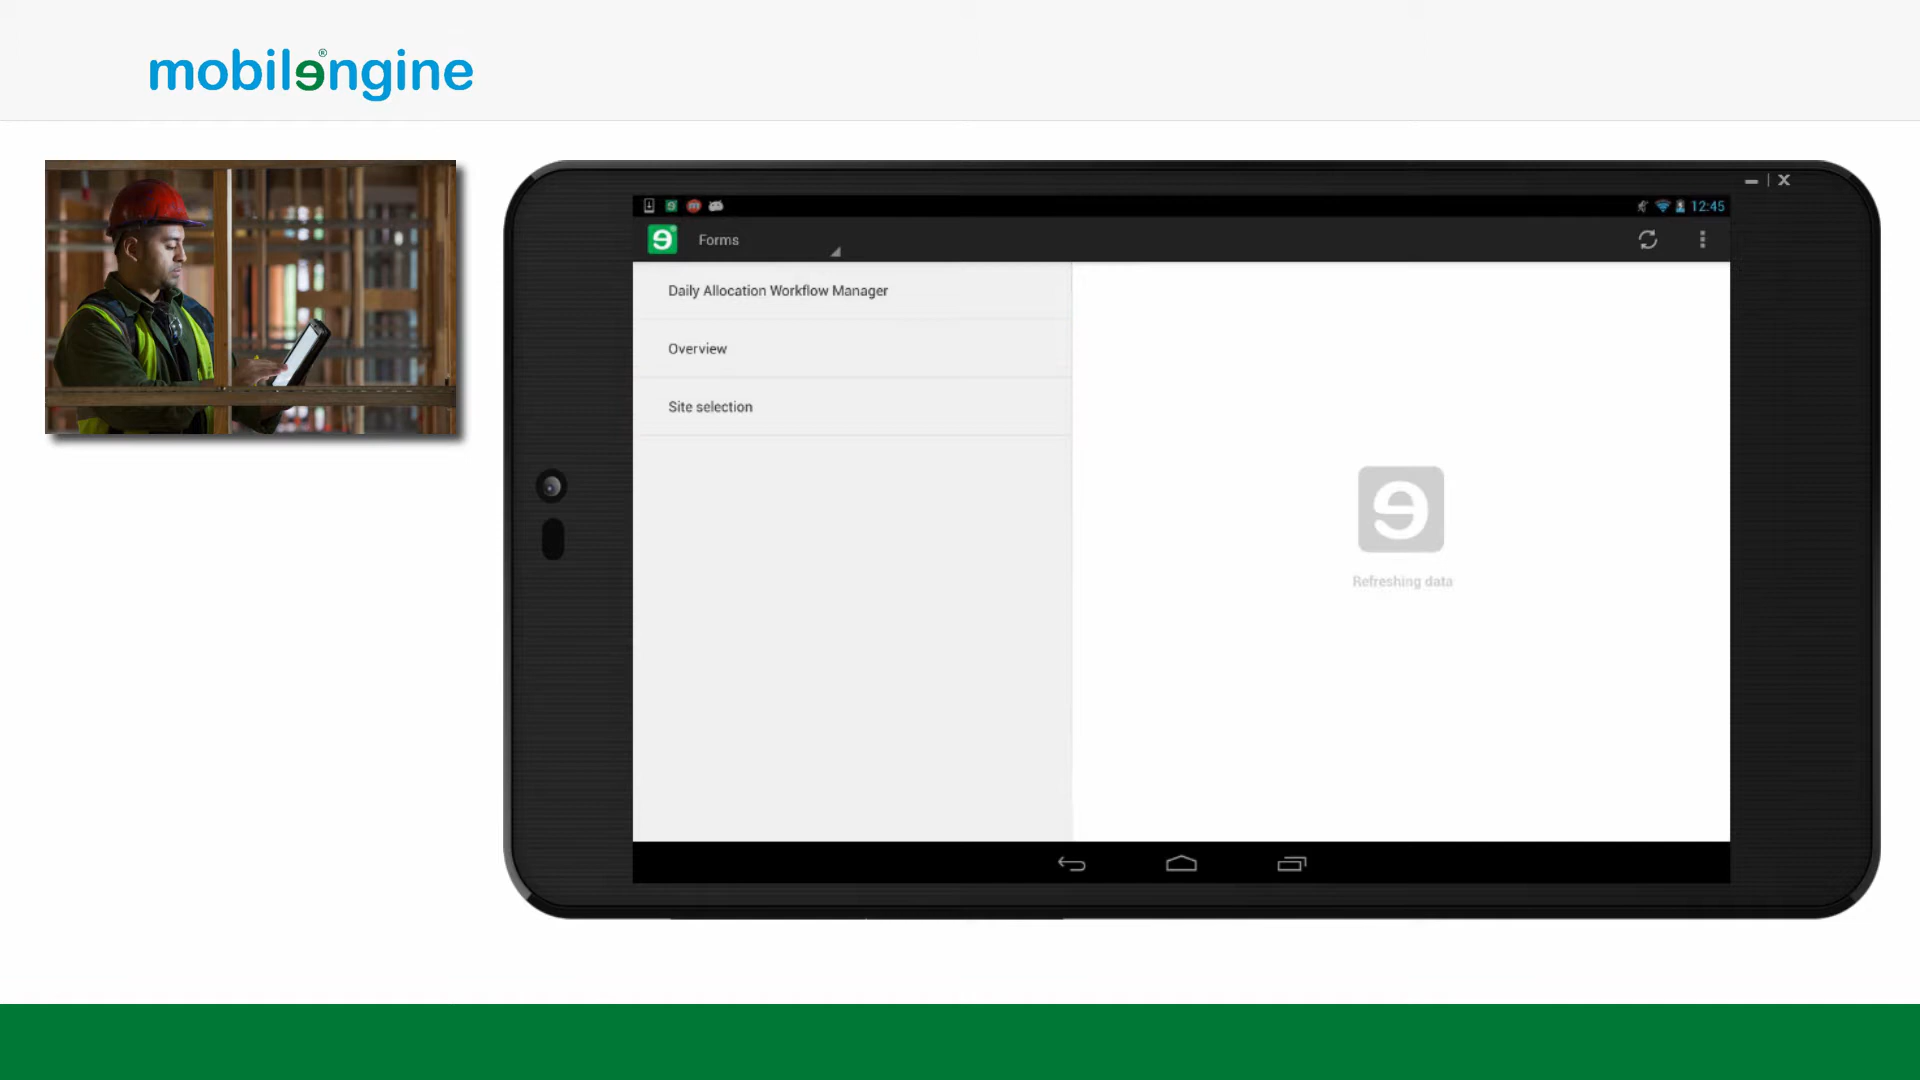 mobilengine®
12:45
Forms
Daily Allocation Workflow Manager
Overview
Site selection
Refreshing data